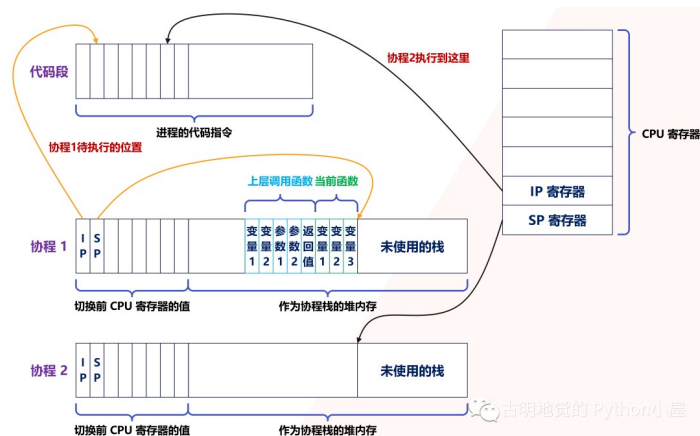 代码段
协程2执行到这里
CPU 寄存器
进程的代码指令
协程1待执行的位置
上层调用函数
当前函数
IP 寄存器
SP 寄存器
协程 1
IP
SP
变量1
变量2
参数1
参数2
返回值
变量1
变量2
变量3
未使用的栈
切换前 CPU 寄存器的值
作为协程栈的堆内存
协程 2
IP
SP
未使用的栈
切换前 CPU 寄存器的值
作为协程栈的堆内存
古明地觉的 Python小屋